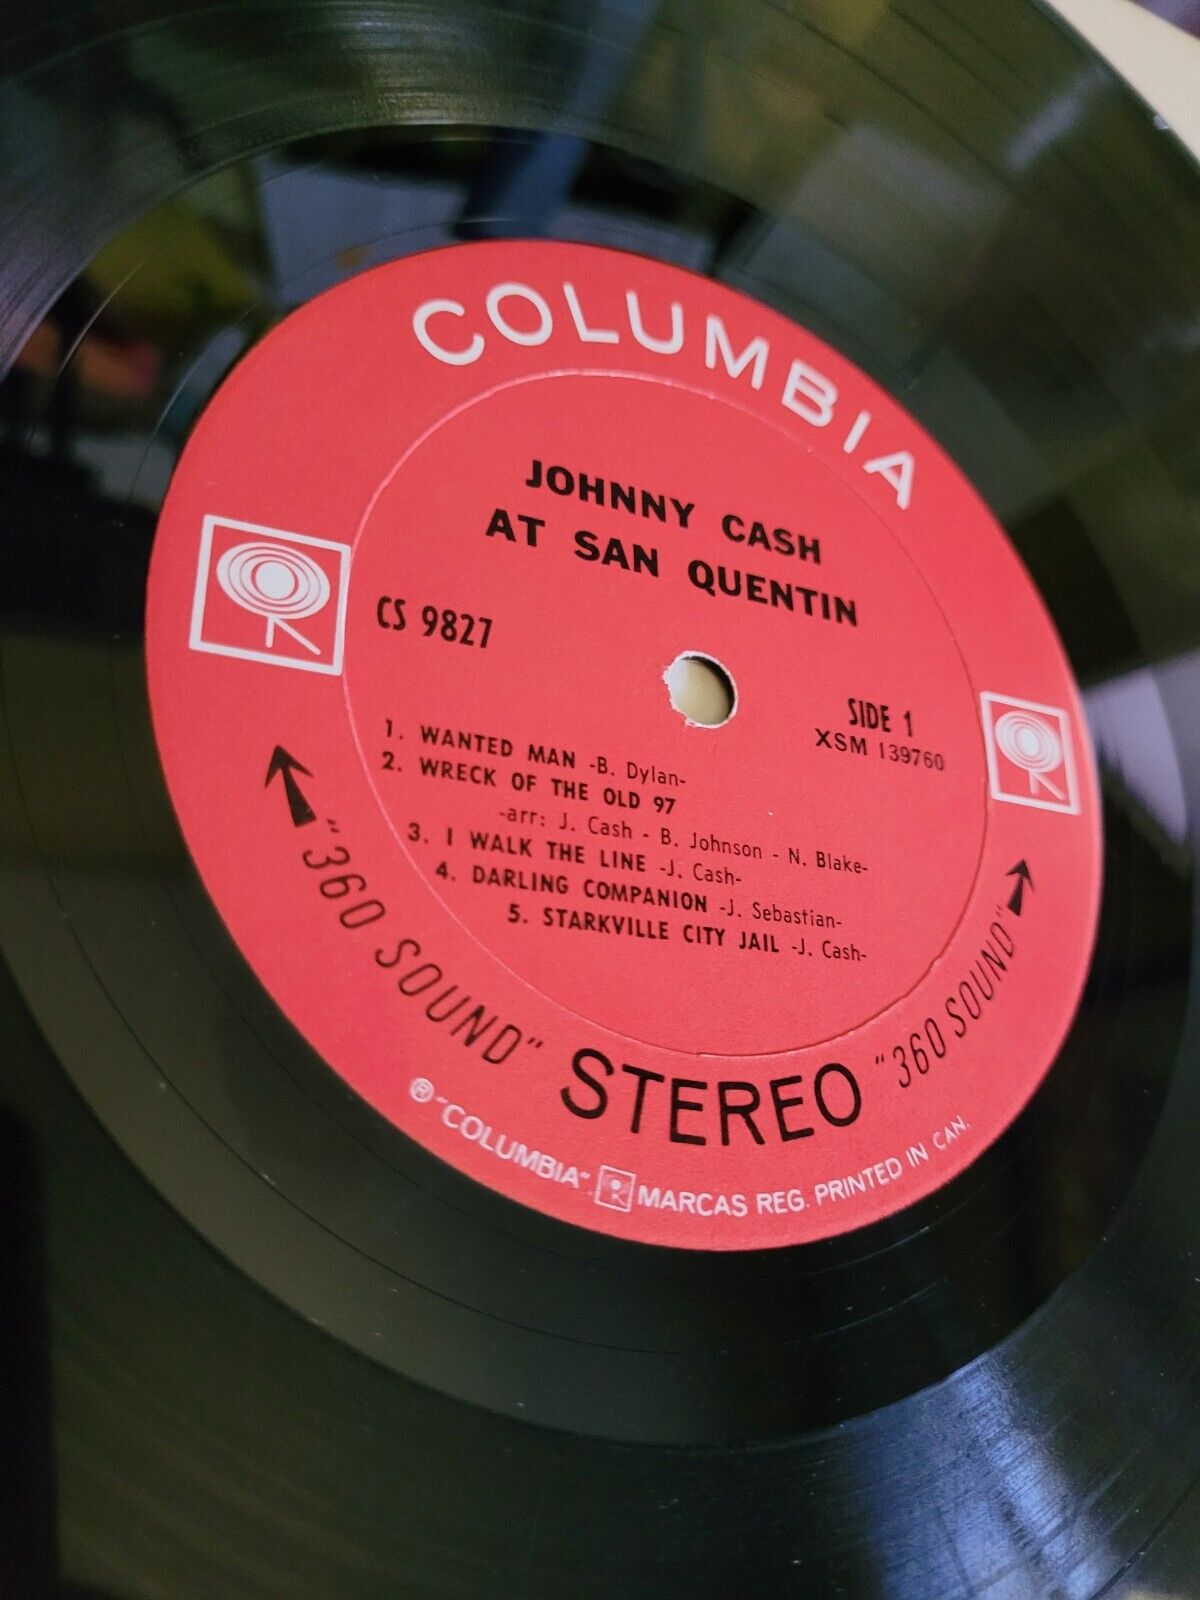 COLUMBIA
JOHNNY CASH
AT SAN QUENTIN
CS 9827
SIDE 1
XSM 139760
1. WANTED MAN -B. Dylan-
2. WRECK OF THE OLD 97
-arr: J. Cash - B. Johnson - N. Blake-
3. I WALK THE LINE -J. Cash-
4. DARLING COMPANION -J. Sebastian-
5. STARKVILLE CITY JAIL -J. Cash-
"360 SOUND" STEREO "360 SOUND"
® "COLUMBIA" MARCAS REG. PRINTED IN CAN.